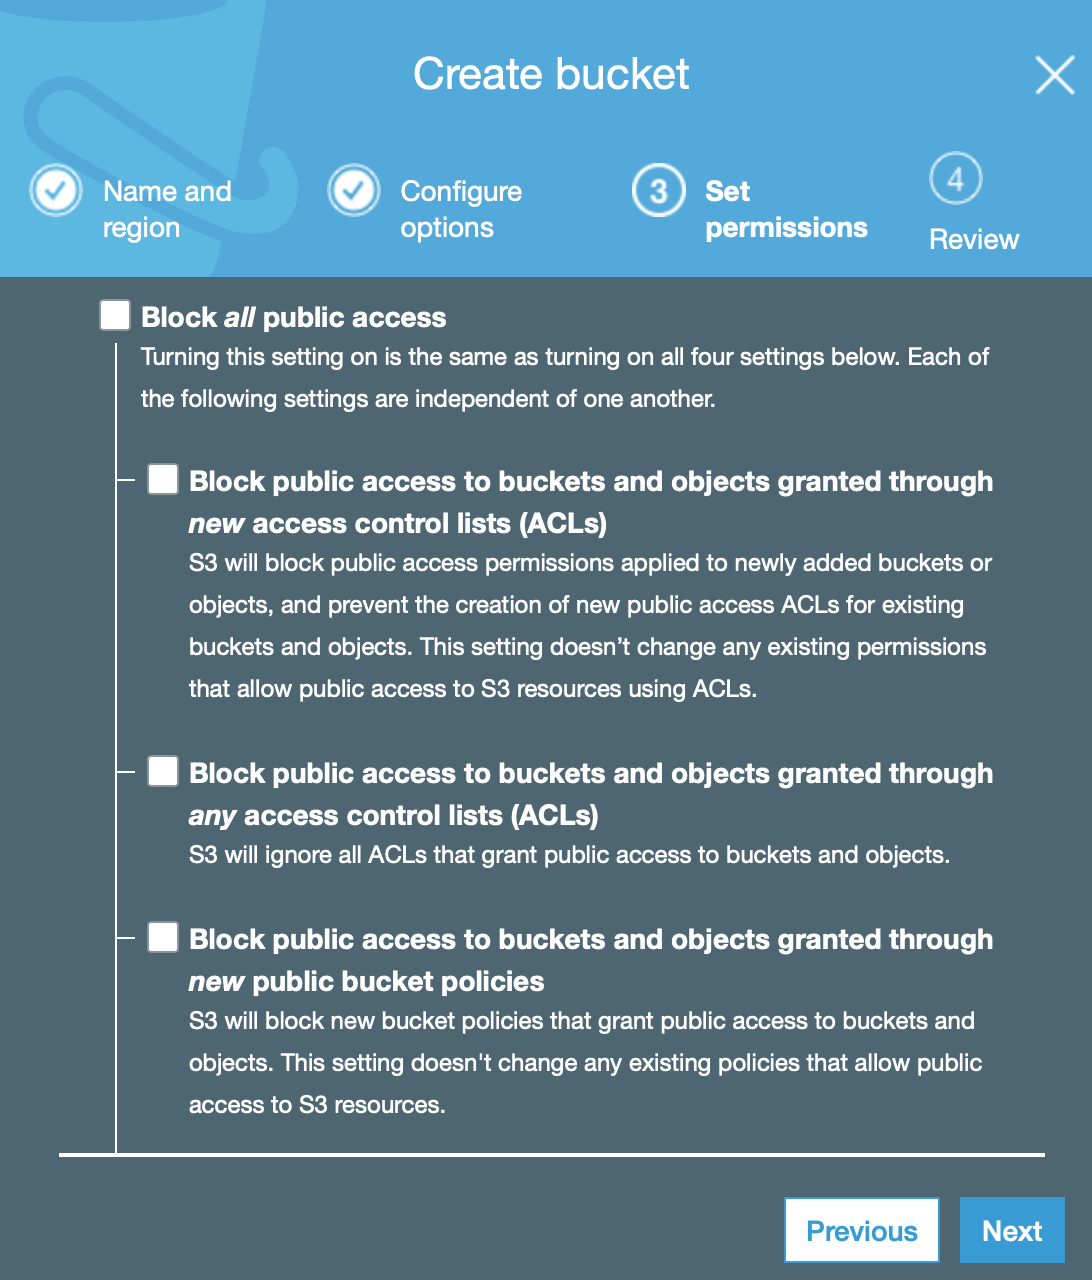 Create bucket
Name and
region
Configure
options
3
Set
permissions
4
Review
Block all public access
Turning this setting on is the same as turning on all four settings below. Each of
the following settings are independent of one another.
Block public access to buckets and objects granted through
new access control lists (ACLs)
S3 will block public access permissions applied to newly added buckets or
objects, and prevent the creation of new public access ACLs for existing
buckets and objects. This setting doesn’t change any existing permissions
that allow public access to S3 resources using ACLs.
Block public access to buckets and objects granted through
any access control lists (ACLs)
S3 will ignore all ACLs that grant public access to buckets and objects.
Block public access to buckets and objects granted through
new public bucket policies
S3 will block new bucket policies that grant public access to buckets and
objects. This setting doesn't change any existing policies that allow public
access to S3 resources.
Previous
Next